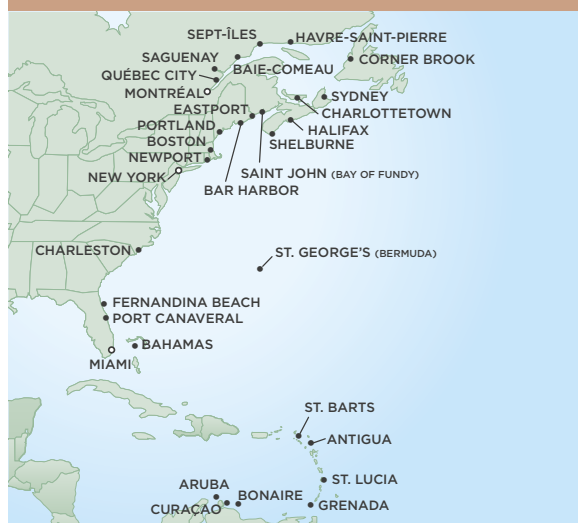 SEPT-ÎLES
HAVRE-SAINT-PIERRE
SAGUENAY
BAIE-COMEAU
CORNER BROOK
QUÉBEC CITY
MONTRÉAL
SYDNEY
EASTPORT
CHARLOTTETOWN
PORTLAND
HALIFAX
BOSTON
SHELBURNE
NEWPORT
NEW YORK
SAINT JOHN (BAY OF FUNDY)
BAR HARBOR
CHARLESTON
ST. GEORGE'S (BERMUDA)
FERNANDINA BEACH
PORT CANAVERAL
BAHAMAS
MIAMI
ST. BARTS
ANTIGUA
ST. LUCIA
ARUBA
BONAIRE
CURAÇAO
GRENADA